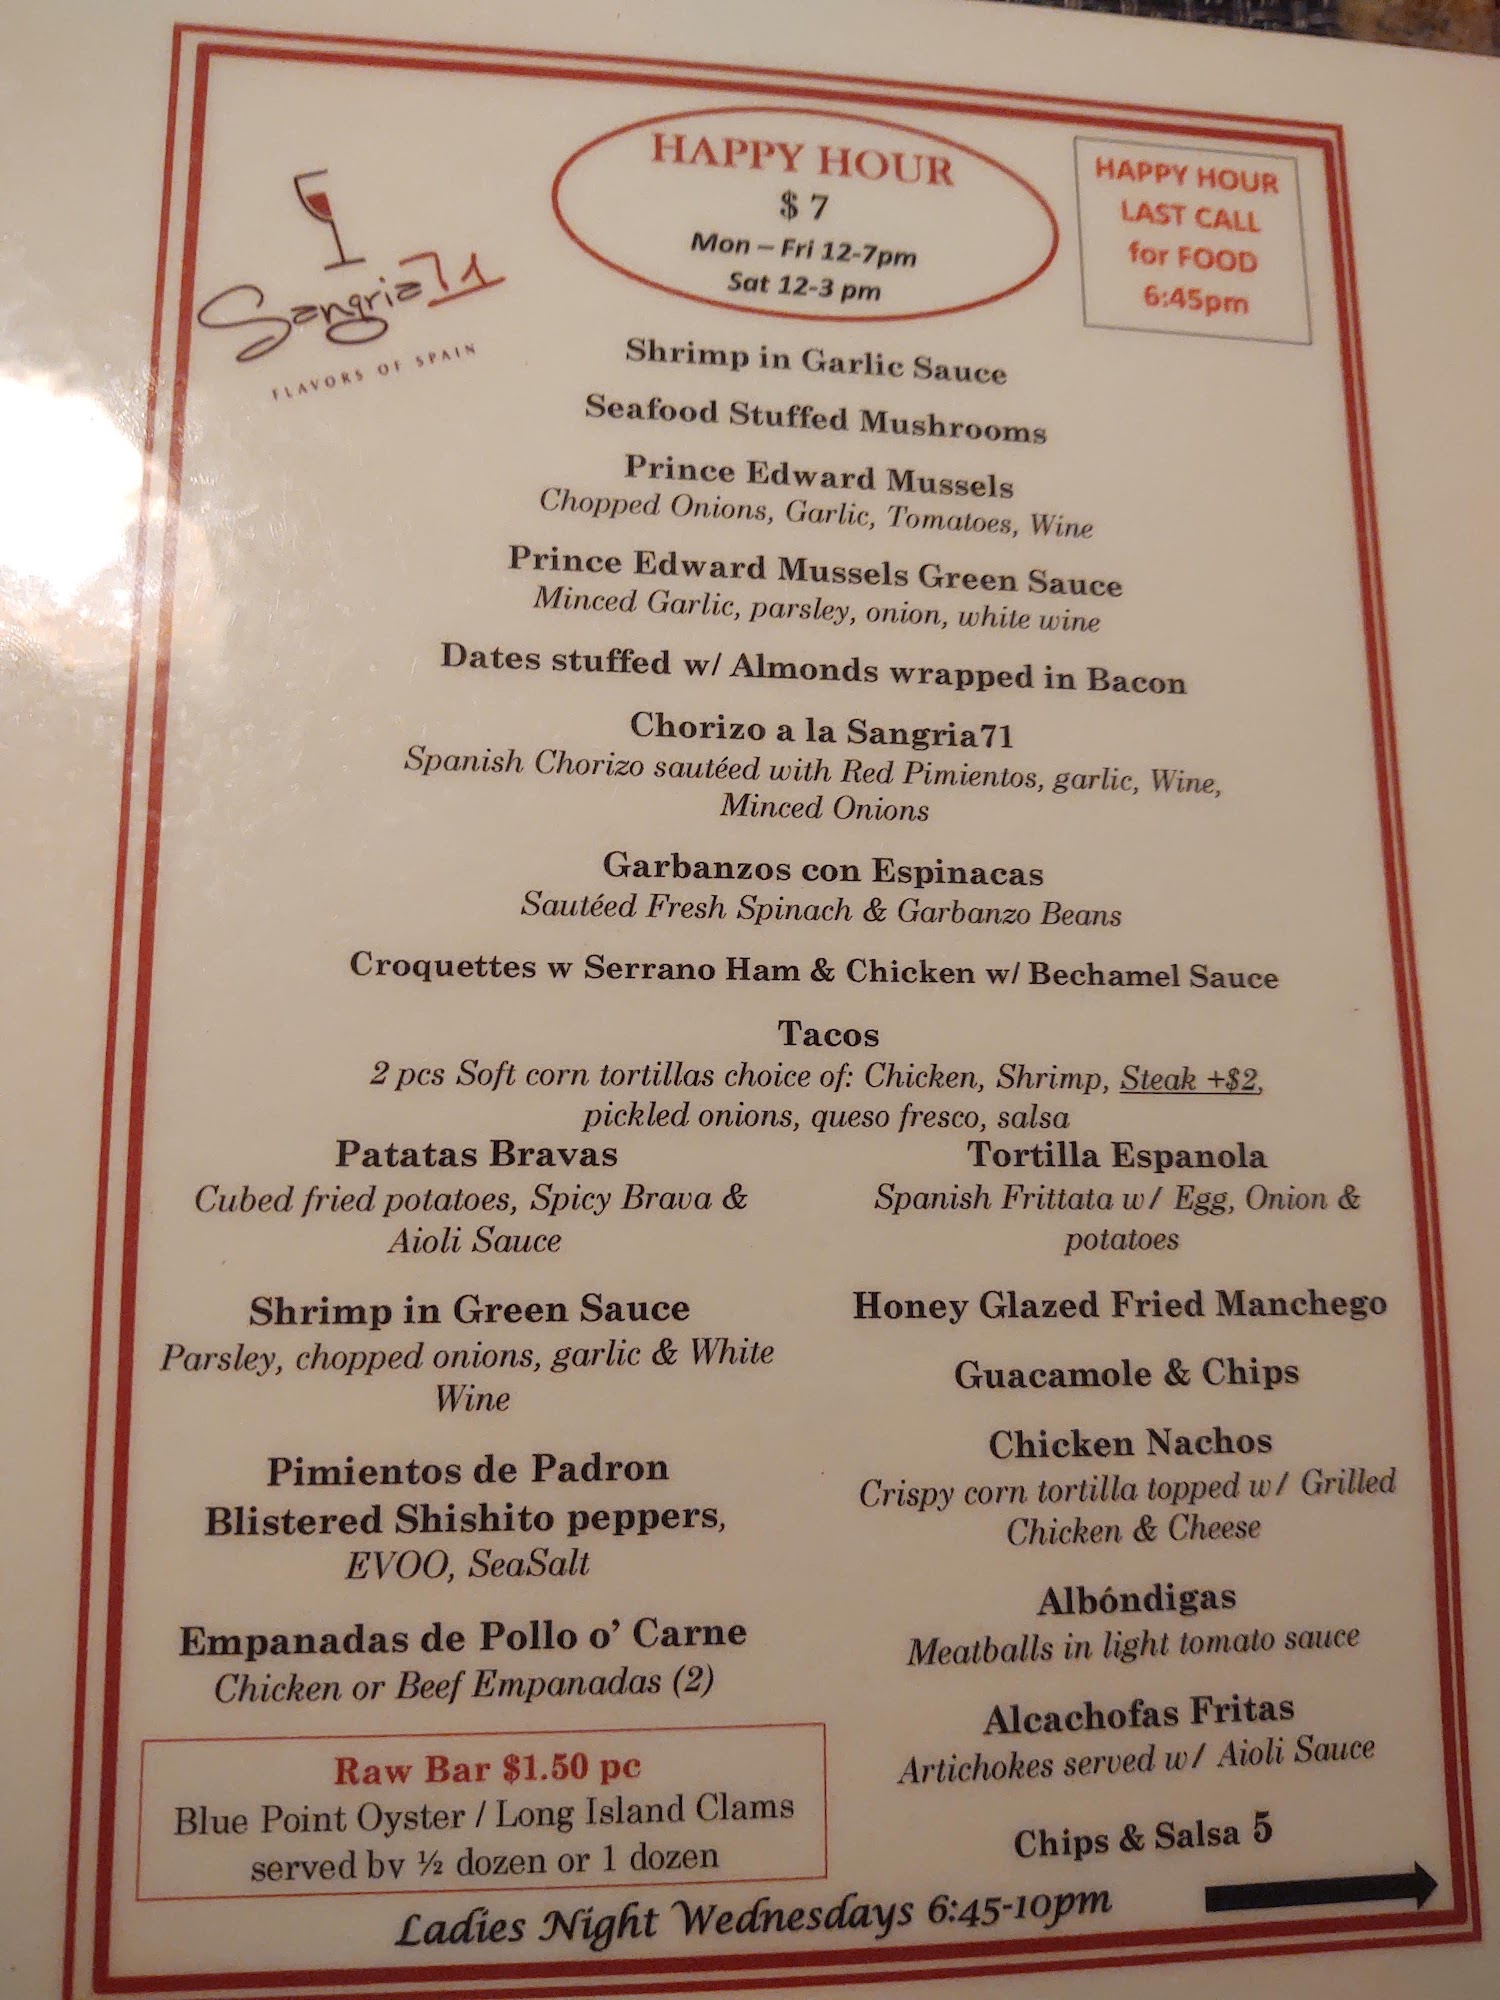 Sangria71
FLAVORS OF SPAIN
HAPPY HOUR
$ 7
Mon – Fri 12-7pm
Sat 12-3 pm
HAPPY HOUR
LAST CALL
for FOOD
6:45pm
Shrimp in Garlic Sauce
Seafood Stuffed Mushrooms
Prince Edward Mussels
Chopped Onions, Garlic, Tomatoes, Wine
Prince Edward Mussels Green Sauce
Minced Garlic, parsley, onion, white wine
Dates stuffed w/ Almonds wrapped in Bacon
Chorizo a la Sangria71
Spanish Chorizo sautéed with Red Pimientos, garlic, Wine,
Minced Onions
Garbanzos con Espinacas
Sautéed Fresh Spinach & Garbanzo Beans
Croquettes w Serrano Ham & Chicken w/ Bechamel Sauce
Tacos
2 pcs Soft corn tortillas choice of: Chicken, Shrimp, Steak +$2,
pickled onions, queso fresco, salsa
Patatas Bravas
Cubed fried potatoes, Spicy Brava &
Aioli Sauce
Shrimp in Green Sauce
Parsley, chopped onions, garlic & White
Wine
Pimientos de Padron
Blistered Shishito peppers,
EVOO, SeaSalt
Empanadas de Pollo o' Carne
Chicken or Beef Empanadas (2)
Raw Bar $1.50 pc
Blue Point Oyster / Long Island Clams
served by ½ dozen or 1 dozen
Tortilla Espanola
Spanish Frittata w/ Egg, Onion &
potatoes
Honey Glazed Fried Manchego
Guacamole & Chips
Chicken Nachos
Crispy corn tortilla topped w/ Grilled
Chicken & Cheese
Albóndigas
Meatballs in light tomato sauce
Alcachofas Fritas
Artichokes served w/ Aioli Sauce
Chips & Salsa 5
Ladies Night Wednesdays 6:45-10pm